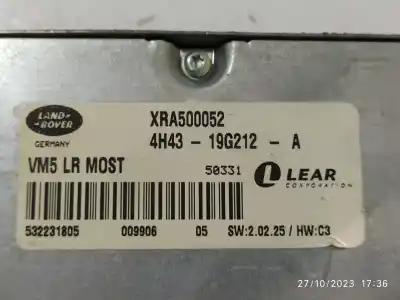 LAND-
-ROVER
GERMANY
XRA500052
4H43 - 19G212 - A
VM5 LR MOST
50331
LEAR
CORPORATION
532231805 009906 05 SW:2.02.25 / HW:C3
27/10/2023 17:36